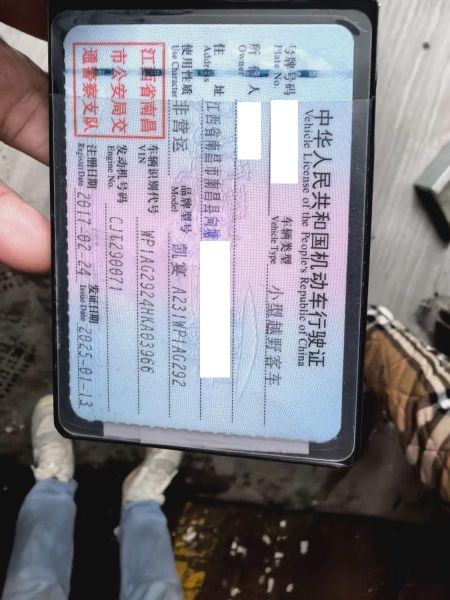 中华人民共和国机动车行驶证
Vehicle License of the People's Republic of China
号牌号码
Plate No.
车辆类型 小型越野客车
Vehicle Type
所有人
Owner
住址 江西省南昌市南昌县向塘
Address
使用性质 非营运
Use Character
品牌型号 凯宴 A231WP1AG292
Model
江西省南昌
市公安局交
通警察支队
车辆识别代号 WP1AG2924HKA03966
VIN
发动机号码 CJT290071
Engine No.
注册日期 2017-02-24
Register Date
发证日期 2025-01-13
Issue Date